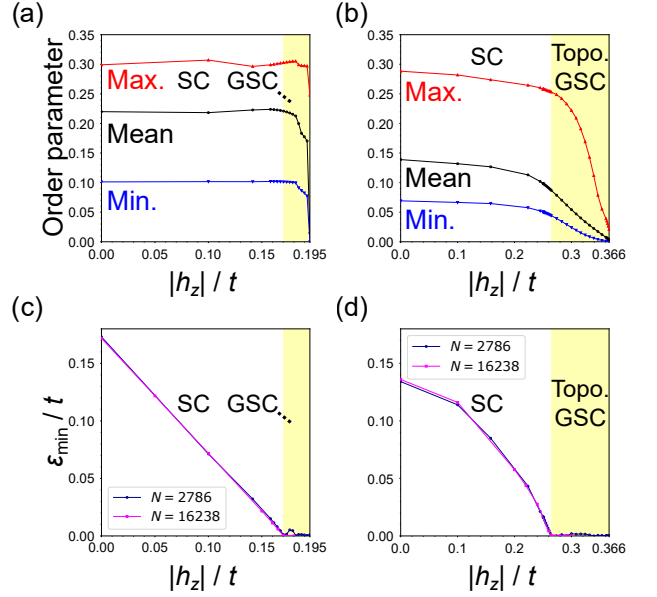 (a)
Order parameter
0.35
0.30
0.25
0.20
0.15
0.10
0.05
0.00
Max.
SC
GSC
Mean
Min.
0.00
0.05
0.10
0.15
0.195
|h_z| / t
(b)
0.35
0.30
0.25
0.20
0.15
0.10
0.05
0.00
SC
Topo.
GSC
Max.
Mean
Min.
0.0
0.1
0.2
0.3
0.366
|h_z| / t
(c)
ε_min / t
0.15
0.10
0.05
0.00
SC
GSC
N = 2786
N = 16238
0.00
0.05
0.10
0.15
0.195
|h_z| / t
(d)
0.15
0.10
0.05
0.00
N = 2786
N = 16238
SC
Topo.
GSC
0.0
0.1
0.2
0.3
0.366
|h_z| / t